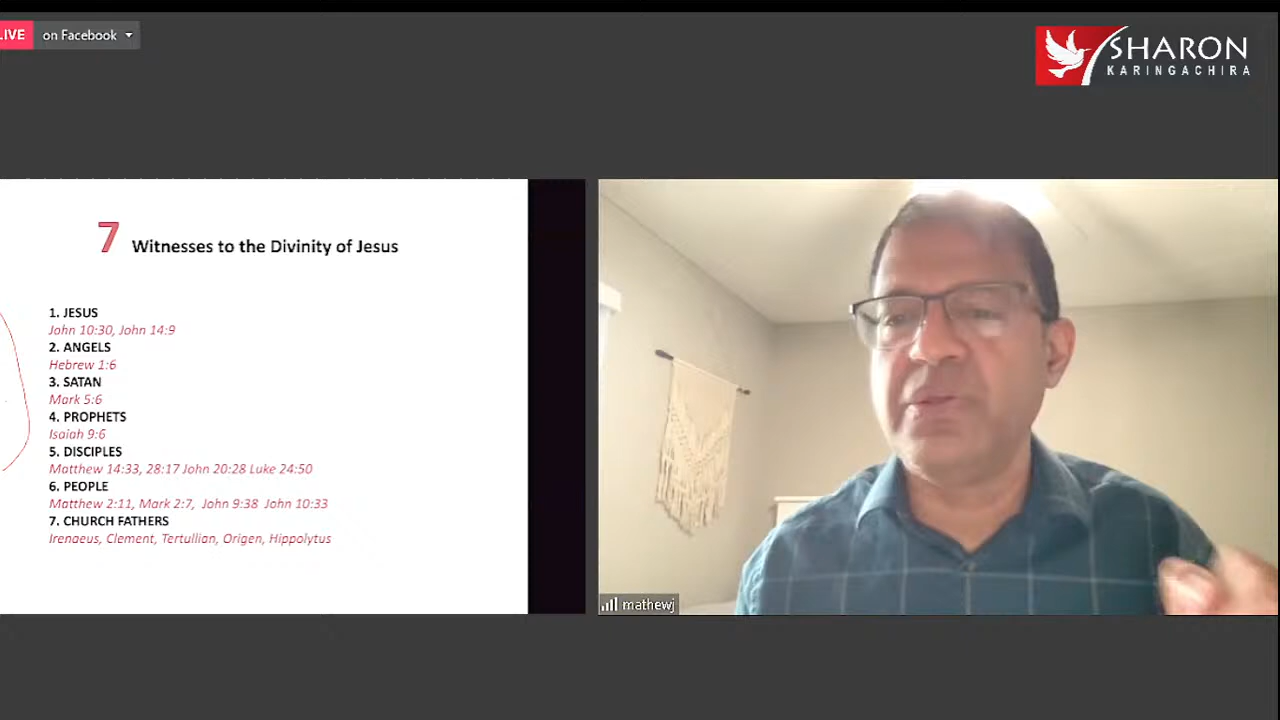 LIVE on Facebook
SHARON
KARINGACHIRA
7 Witnesses to the Divinity of Jesus
1. JESUS
John 10:30, John 14:9
2. ANGELS
Hebrew 1:6
3. SATAN
Mark 5:6
4. PROPHETS
Isaiah 9:6
5. DISCIPLES
Matthew 14:33, 28:17 John 20:28 Luke 24:50
6. PEOPLE
Matthew 2:11, Mark 2:7, John 9:38 John 10:33
7. CHURCH FATHERS
Irenaeus, Clement, Tertullian, Origen, Hippolytus
mathewj